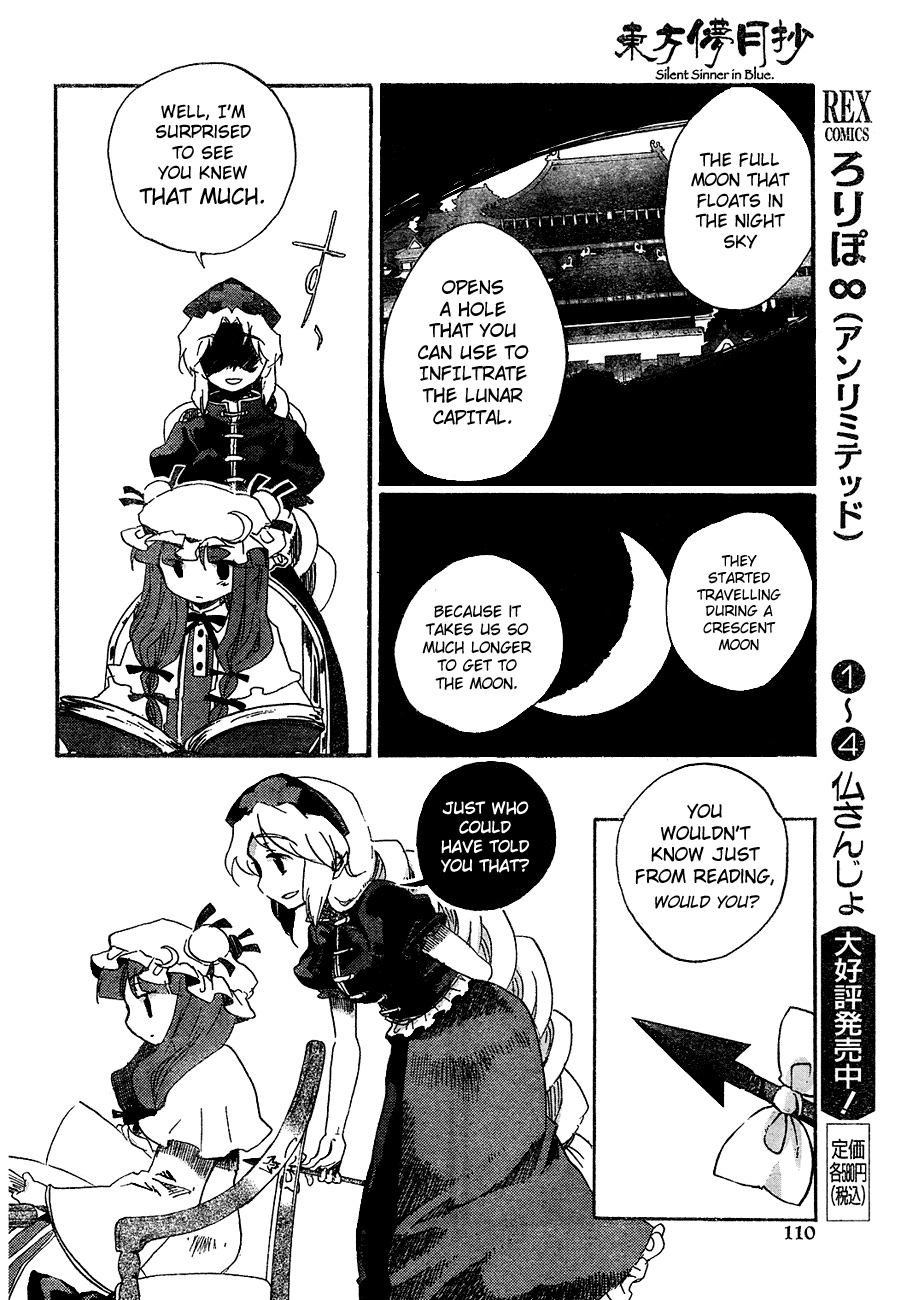 東方儚月抄
Silent Sinner in Blue.
THE FULL
MOON THAT
FLOATS IN
THE NIGHT
SKY
OPENS
A HOLE
THAT YOU
CAN USE TO
INFILTRATE
THE LUNAR
CAPITAL.
WELL, I'M
SURPRISED
TO SEE
YOU KNEW
THAT MUCH.
す、
THEY
STARTED
TRAVELLING
DURING A
CRESCENT
MOON
BECAUSE IT
TAKES US SO
MUCH LONGER
TO GET TO
THE MOON.
YOU
WOULDN'T
KNOW JUST
FROM READING,
WOULD YOU?
JUST WHO
COULD
HAVE TOLD
YOU THAT?
110
REX
COMICS
ろりぽ∞(アンリミテッド)
❶~❹
仏さんじょ
大好評発売中!
定価
各580円
(税込)